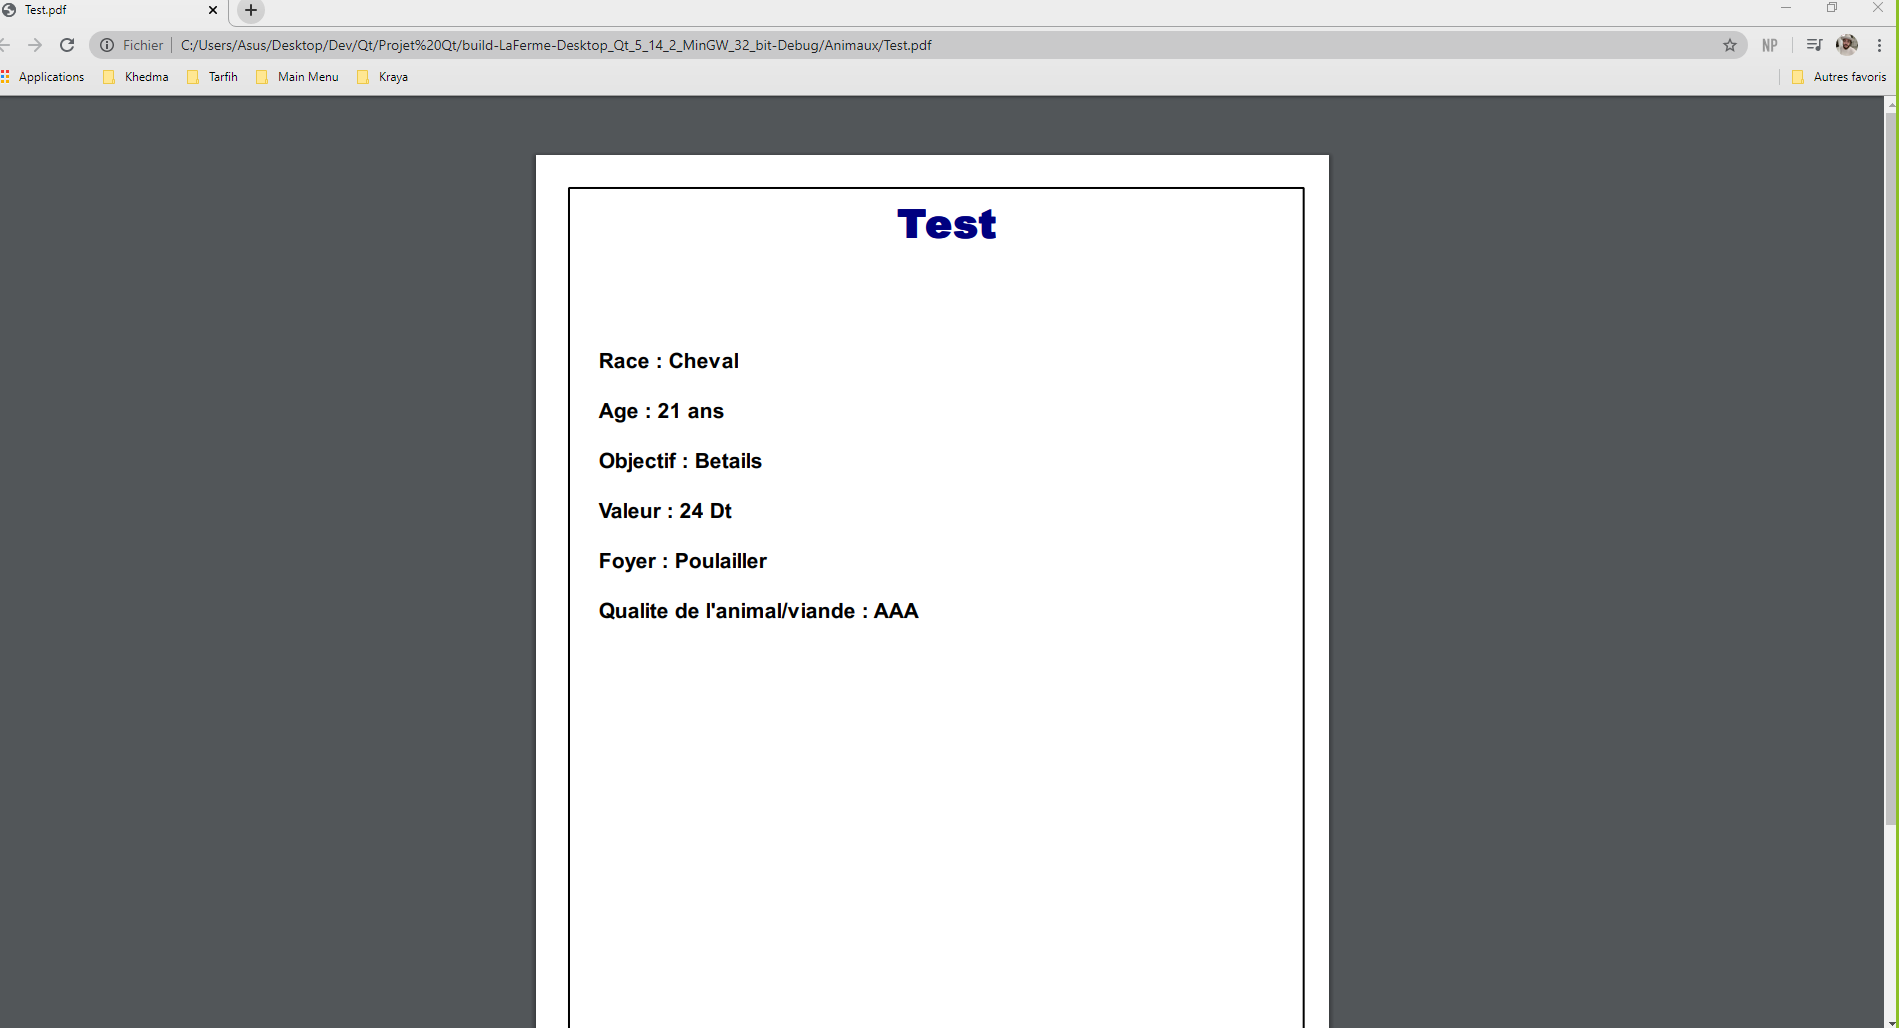 Test.pdf
Fichier C:/Users/Asus/Desktop/Dev/Qt/Projet%20Qt/build-LaFerme-Desktop_Qt_5_14_2_MinGW_32_bit-Debug/Animaux/Test.pdf NP
Applications Khedma Tarfih Main Menu Kraya Autres favoris
Test
Race : Cheval
Age : 21 ans
Objectif : Betails
Valeur : 24 Dt
Foyer : Poulailler
Qualite de l'animal/viande : AAA